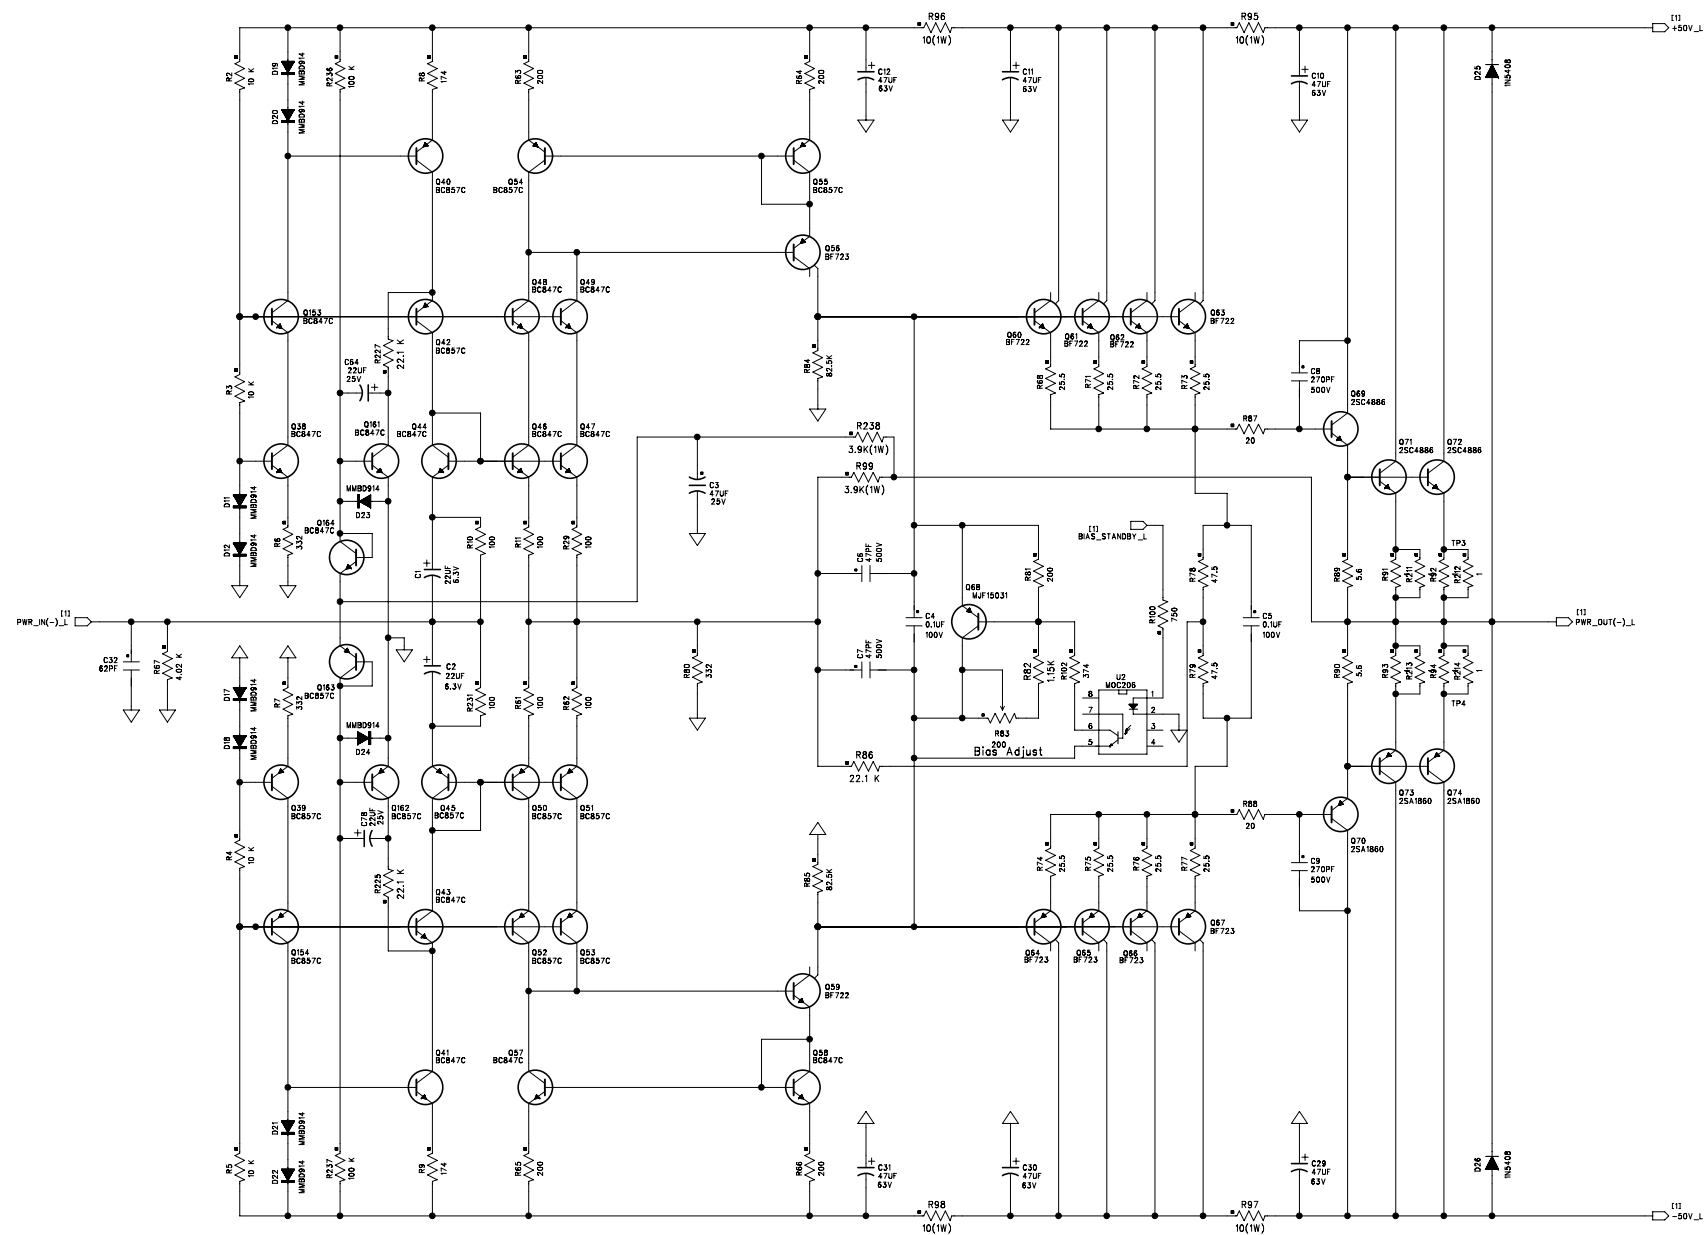 R96
10(1W)
R95
10(1W)
[1]
+50V_L
R2
10 K
D19
MMBD914
R236
100 K
R8
174
R63
200
R64
200
C12
47UF
63V
C11
47UF
63V
C10
47UF
63V
D25
1N5408
D20
MMBD914
Q40
BC857C
Q54
BC857C
Q55
BC857C
Q56
BF723
Q153
BC847C
Q42
BC857C
Q48
BC847C
Q49
BC847C
Q60
BF722
Q61
BF722
Q62
BF722
Q63
BF722
R227
22.1 K
C64
22UF
25V
R3
10 K
R84
82.5K
R68
25.5
R71
25.5
R72
25.5
R73
25.5
C8
270PF
500V
Q69
2SC4886
R87
20
Q38
BC847C
Q161
BC847C
Q44
BC847C
Q46
BC847C
Q47
BC847C
R238
3.9K(1W)
R99
3.9K(1W)
Q71
2SC4886
Q72
2SC4886
C3
47UF
25V
D11
MMBD914
MMBD914
D23
D12
MMBD914
R6
332
Q164
BC847C
R10
100
R11
100
R29
100
C1
22UF
6.3V
[1]
BIAS_STANDBY_L
C6
47PF
500V
R81
200
Q68
MJF15031
R100
750
R78
47.5
R89
5.6
R91
R211
R92
R212
1
TP3
[1]
PWR_IN(-)_L
C4
0.1UF
100V
C5
0.1UF
100V
[1]
PWR_OUT(-)_L
C32
62PF
R67
4.02 K
Q163
BC857C
C2
22UF
6.3V
R80
332
C7
47PF
500V
R82
1.15K
R102
374
R79
47.5
R90
5.6
R93
R213
R94
R214
1
TP4
D17
MMBD914
R7
332
R231
100
R61
100
R62
100
U2
MOC206
8
7
6
5
1
2
3
4
R83
200
Bias Adjust
D18
MMBD914
MMBD914
D24
R86
22.1 K
Q39
BC857C
Q162
BC857C
Q45
BC857C
Q50
BC857C
Q51
BC857C
Q73
2SA1860
Q74
2SA1860
C78
22UF
25V
R88
20
Q70
2SA1860
R4
10 K
R225
22.1 K
R85
82.5K
R74
25.5
R75
25.5
R76
25.5
R77
25.5
C9
270PF
500V
Q43
BC847C
Q154
BC857C
Q52
BC857C
Q53
BC857C
Q64
BF723
Q65
BF723
Q66
BF723
Q67
BF723
Q59
BF722
Q41
BC847C
Q57
BC847C
Q58
BC847C
D21
MMBD914
R5
10 K
D22
MMBD914
R237
100 K
R9
174
R65
200
R66
200
C31
47UF
63V
C30
47UF
63V
C29
47UF
63V
D26
1N5408
R98
10(1W)
R97
10(1W)
[1]
-50V_L